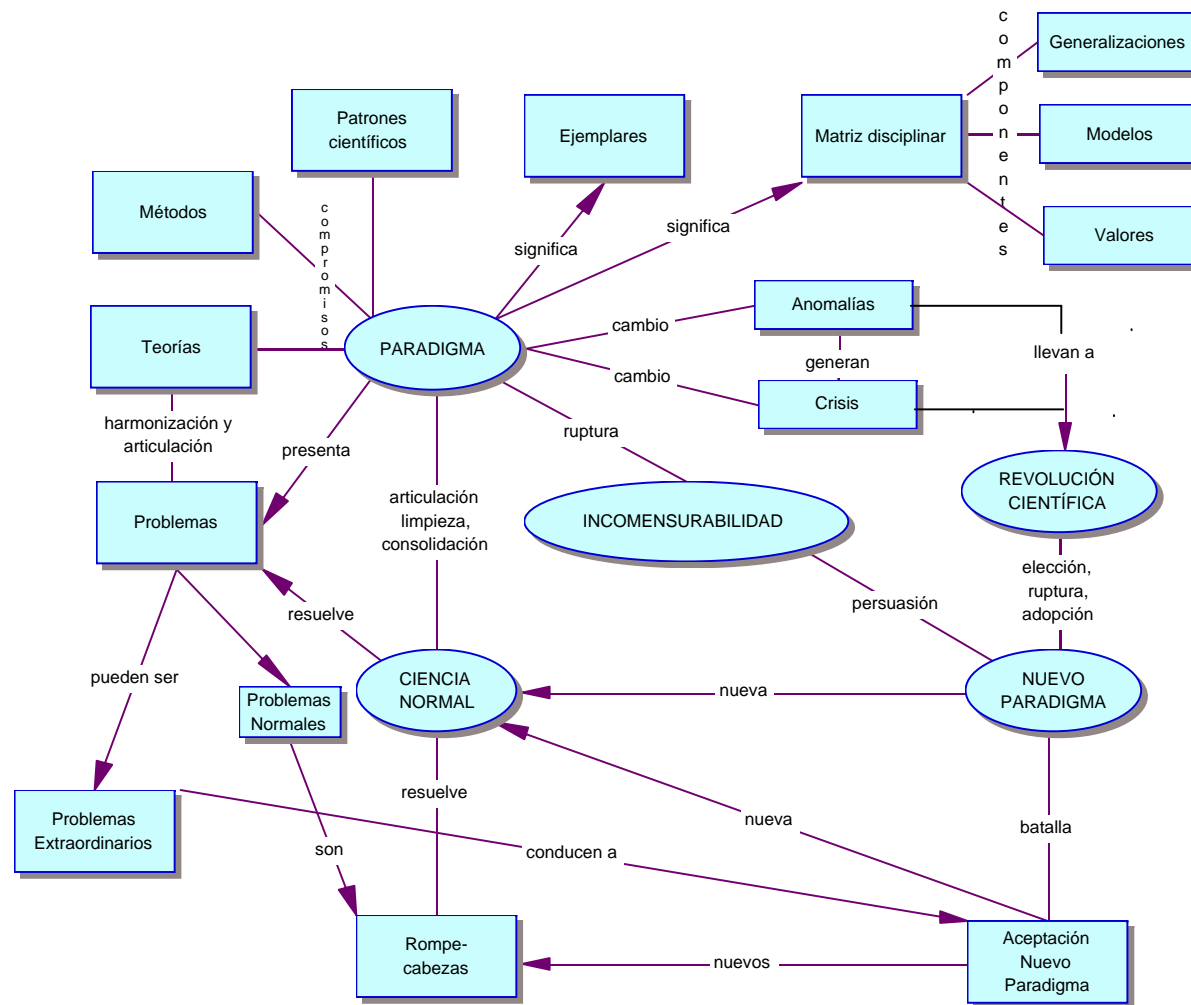 componentes
Generalizaciones
Patrones
científicos
Ejemplares
Matriz disciplinar
Modelos
Métodos
compromisos
significa
significa
Valores
Anomalías
cambio
Teorías
PARADIGMA
generan
llevan a
cambio
Crisis
harmonización y
articulación
presenta
ruptura
REVOLUCIÓN
CIENTÍFICA
articulación
limpieza,
consolidación
Problemas
INCOMENSURABILIDAD
elección,
ruptura,
adopción
resuelve
persuasión
pueden ser
CIENCIA
NORMAL
nueva
NUEVO
PARADIGMA
Problemas
Normales
resuelve
nueva
batalla
Problemas
Extraordinarios
son
conducen a
Rompe-
cabezas
nuevos
Aceptación
Nuevo
Paradigma